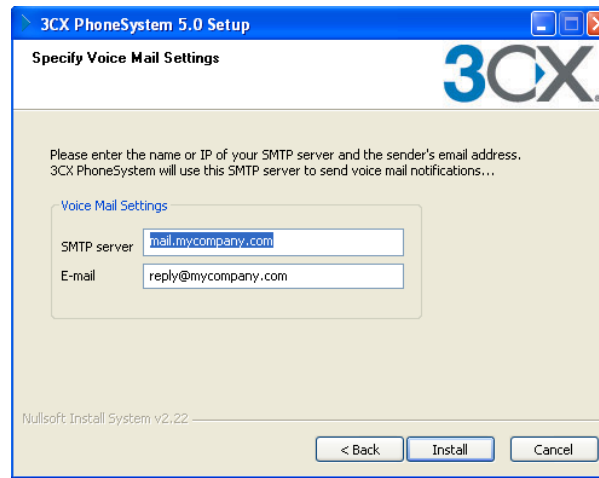 3CX PhoneSystem 5.0 Setup
Specify Voice Mail Settings
3CX
Please enter the name or IP of your SMTP server and the sender's email address.
3CX PhoneSystem will use this SMTP server to send voice mail notifications...
Voice Mail Settings
SMTP server mail.mycompany.com
E-mail reply@mycompany.com
Nullsoft Install System v2.22
< Back Install Cancel